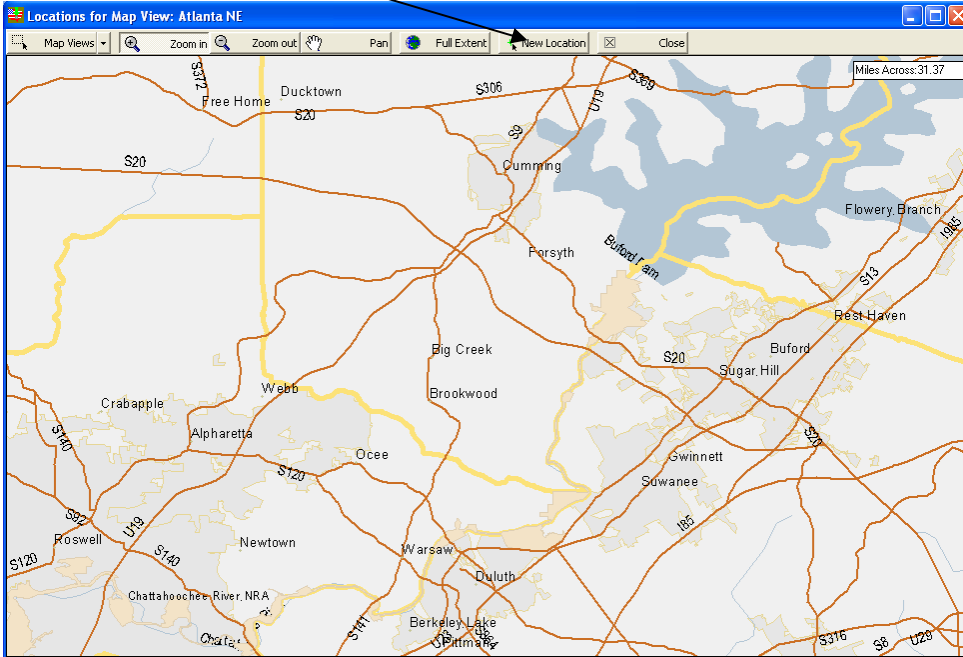 Locations for Map View: Atlanta NE
Map Views Zoom in Zoom out Pan Full Extent New Location Close
Miles Across:31.37
S372
Free Home
Ducktown
S20
S306
U19
S369
S9
S20
Cumming
Flowery Branch
I985
Forsyth
Buford Dam
S13
Rest Haven
Big Creek
S20
Buford
Sugar Hill
Webb
Brookwood
Crabapple
S140
Alpharetta
S20
Ocee
S120
Gwinnett
Suwanee
S92
U19
I85
Roswell
S120
S140
Newtown
Warsaw
Duluth
Chattahoochee River NRA
Berkeley Lake
S141
Pittman
S316
S8
U29